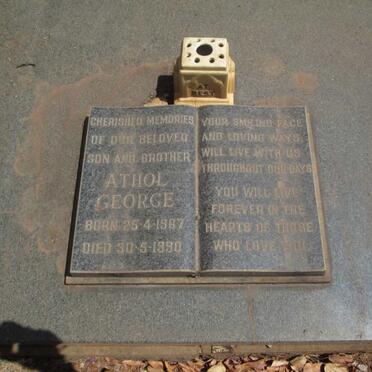 AT
REST
CHERISHED MEMORIES
OF OUR BELOVED
SON AND BROTHER
ATHOL
GEORGE
BORN 25-4-1967
DIED 30-5-1990
YOUR SMILING FACE
AND LOVING WAYS,
WILL LIVE WITH US
THROUGHOUT OUR DAYS
YOU WILL LIVE
FOREVER IN THE
HEARTS OF THOSE
WHO LOVE YOU.